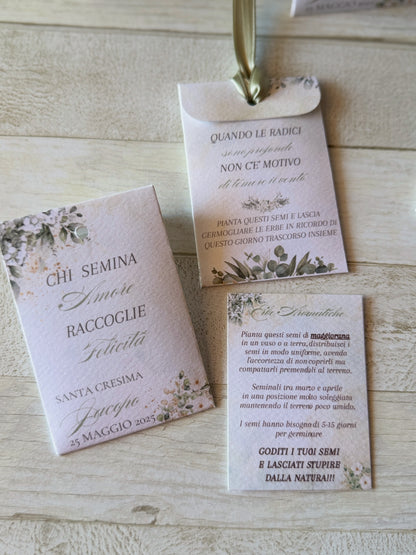 MAGGIO 2025
QUANDO LE RADICI
sono profonde
NON C'E' MOTIVO
di temere il vento
PIANTA QUESTI SEMI E LASCIA
GERMOGLIARE LE ERBE IN RICORDO DI
QUESTO GIORNO TRASCORSO INSIEME
CHI SEMINA
Amore
RACCOGLIE
Felicità
SANTA CRESIMA
Jacopo
25 MAGGIO 2025
Erbe Aromatiche
Pianta questi semi di maggiorana
in un vaso o a terra, distribuisci i
semi in modo uniforme, avendo
l'accortezza di non coprirli ma
compattarli premendoli al terreno.
Seminali tra marzo e aprile
in una posizione molto soleggiata
mantenendo il terreno poco umido.
I semi hanno bisogno di 5-15 giorni
per germinare
GODITI I TUOI SEMI
E LASCIATI STUPIRE
DALLA NATURA!!!